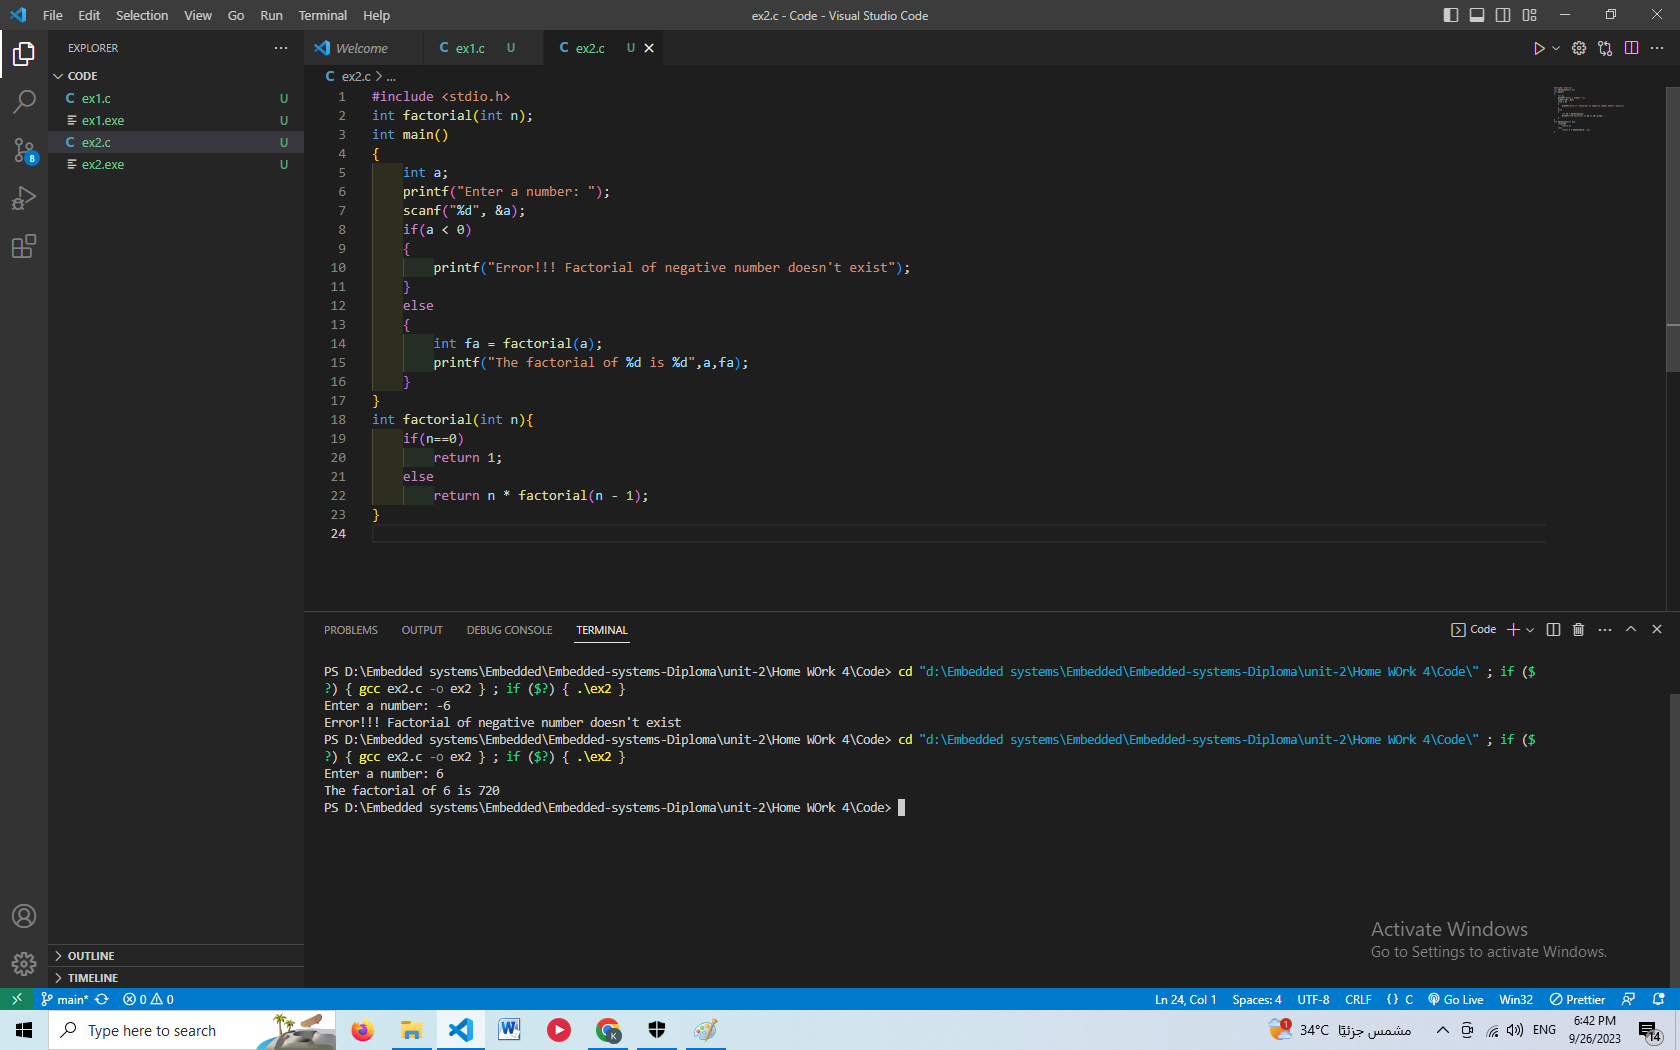 File Edit Selection View Go Run Terminal Help
ex2.c - Code - Visual Studio Code
EXPLORER
CODE
ex1.c U
ex1.exe U
ex2.c U
ex2.exe U
8
OUTLINE
TIMELINE
Welcome
C ex1.c U
C ex2.c U
C ex2.c > ...
1 #include <stdio.h>
2 int factorial(int n);
3 int main()
4 {
5 int a;
6 printf("Enter a number: ");
7 scanf("%d", &a);
8 if(a < 0)
9 {
10 printf("Error!!! Factorial of negative number doesn't exist");
11 }
12 else
13 {
14 int fa = factorial(a);
15 printf("The factorial of %d is %d",a,fa);
16 }
17 }
18 int factorial(int n){
19 if(n==0)
20 return 1;
21 else
22 return n * factorial(n - 1);
23 }
24
PROBLEMS OUTPUT DEBUG CONSOLE TERMINAL
Code
PS D:\Embedded systems\Embedded\Embedded-systems-Diploma\unit-2\Home WOrk 4\Code> cd "d:\Embedded systems\Embedded\Embedded-systems-Diploma\unit-2\Home WOrk 4\Code\" ; if ($
?) { gcc ex2.c -o ex2 } ; if ($?) { .\ex2 }
Enter a number: -6
Error!!! Factorial of negative number doesn't exist
PS D:\Embedded systems\Embedded\Embedded-systems-Diploma\unit-2\Home WOrk 4\Code> cd "d:\Embedded systems\Embedded\Embedded-systems-Diploma\unit-2\Home WOrk 4\Code\" ; if ($
?) { gcc ex2.c -o ex2 } ; if ($?) { .\ex2 }
Enter a number: 6
The factorial of 6 is 720
PS D:\Embedded systems\Embedded\Embedded-systems-Diploma\unit-2\Home WOrk 4\Code>
Activate Windows
Go to Settings to activate Windows.
main* 0 0
Ln 24, Col 1 Spaces: 4 UTF-8 CRLF {} C Go Live Win32 Prettier
Type here to search
1 34°C مشمس جزئيًا ENG
6:42 PM
9/26/2023
14